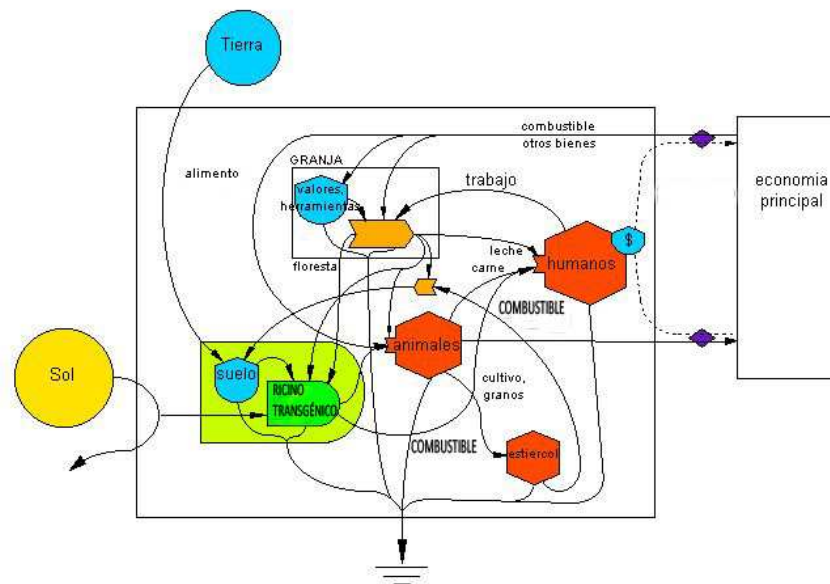 Tierra
combustible
otros bienes
economia
principal
alimento
GRANJA
trabajo
valores,
herramientas
$
leche
carne
humanos
floresta
COMBUSTIBLE
animales
Sol
suelo
RICINO
TRANSGÉNICO
cultivo,
granos
COMBUSTIBLE
estiercol